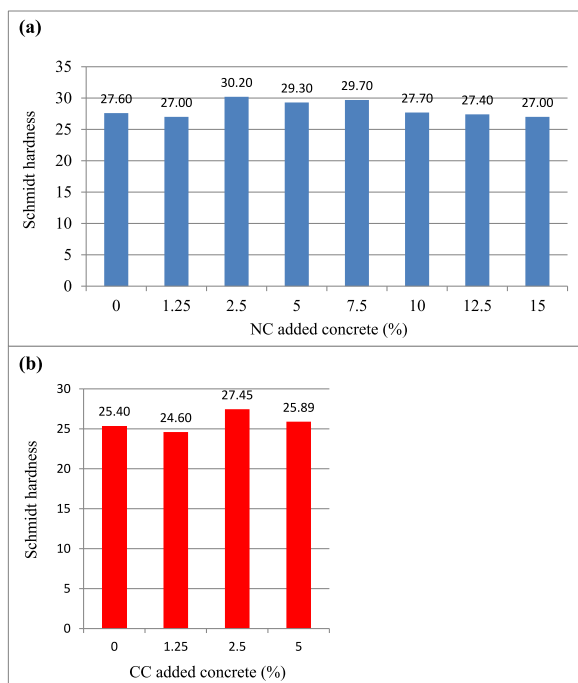 (a)
35
30
25
20
15
10
5
0
Schmidt hardness
27.60 27.00 30.20 29.30 29.70 27.70 27.40 27.00
0 1.25 2.5 5 7.5 10 12.5 15
NC added concrete (%)
(b)
30
25
20
15
10
5
0
Schmidt hardness
25.40 24.60 27.45 25.89
0 1.25 2.5 5
CC added concrete (%)